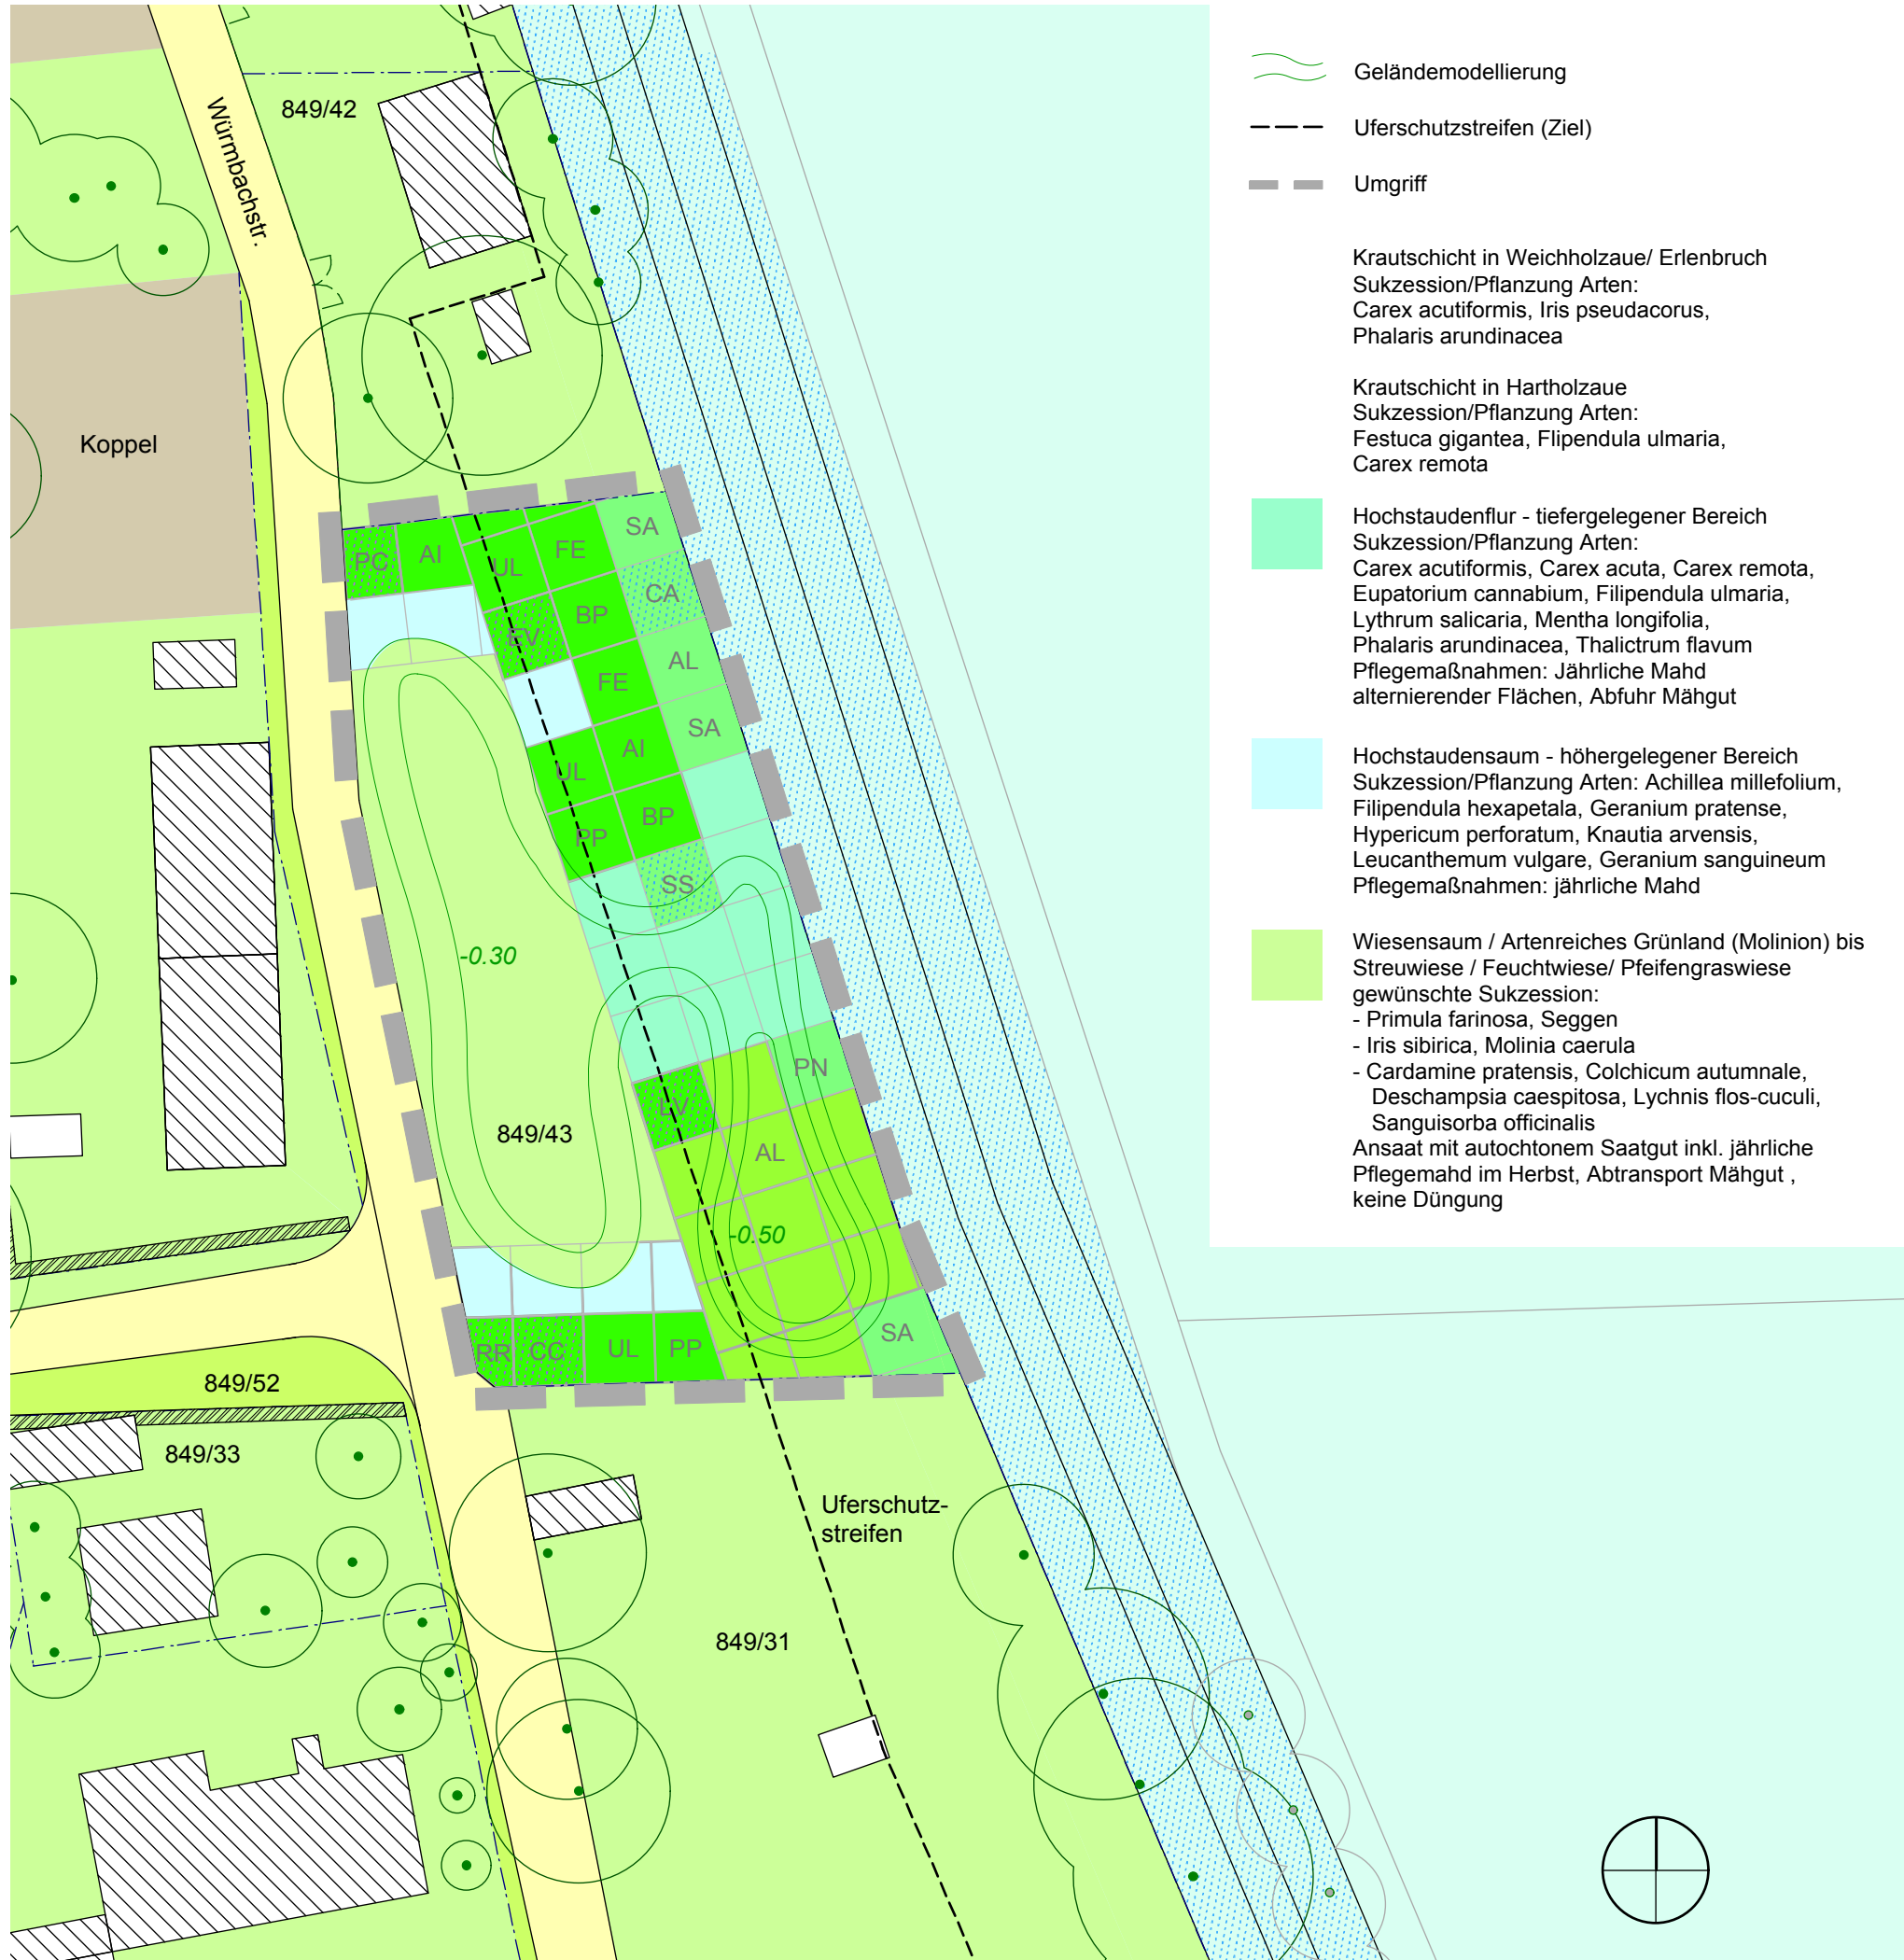 849/42
Würmbachstr.
Koppel
SA
FE
AI
PC
UL
CA
BP
EV
AL
FE
SA
AI
UL
BP
PP
SS
-0.30
PN
LV
849/43
AL
-0.50
SA
RR
CC
UL
PP
849/52
849/33
Uferschutz-
streifen
849/31
Geländemodellierung
Uferschutzstreifen (Ziel)
Umgriff
Krautschicht in Weichholzaue/ Erlenbruch
Sukzession/Pflanzung Arten:
Carex acutiformis, Iris pseudacorus,
Phalaris arundinacea
Krautschicht in Hartholzaue
Sukzession/Pflanzung Arten:
Festuca gigantea, Flipendula ulmaria,
Carex remota
Hochstaudenflur - tiefergelegener Bereich
Sukzession/Pflanzung Arten:
Carex acutiformis, Carex acuta, Carex remota,
Eupatorium cannabium, Filipendula ulmaria,
Lythrum salicaria, Mentha longifolia,
Phalaris arundinacea, Thalictrum flavum
Pflegemaßnahmen: Jährliche Mahd
alternierender Flächen, Abfuhr Mähgut
Hochstaudensaum - höhergelegener Bereich
Sukzession/Pflanzung Arten: Achillea millefolium,
Filipendula hexapetala, Geranium pratense,
Hypericum perforatum, Knautia arvensis,
Leucanthemum vulgare, Geranium sanguineum
Pflegemaßnahmen: jährliche Mahd
Wiesensaum / Artenreiches Grünland (Molinion) bis
Streuwiese / Feuchtwiese/ Pfeifengraswiese
gewünschte Sukzession:
- Primula farinosa, Seggen
- Iris sibirica, Molinia caerula
- Cardamine pratensis, Colchicum autumnale,
Deschampsia caespitosa, Lychnis flos-cuculi,
Sanguisorba officinalis
Ansaat mit autochtonem Saatgut inkl. jährliche
Pflegemahd im Herbst, Abtransport Mähgut ,
keine Düngung